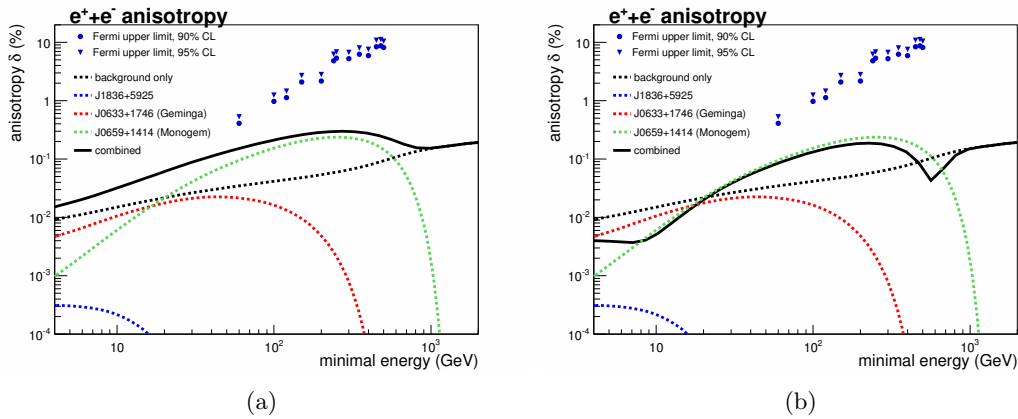 e⁺+e⁻ anisotropy
anisotropy δ (%)
10
1
10⁻¹
10⁻²
10⁻³
10⁻⁴
Fermi upper limit, 90% CL
Fermi upper limit, 95% CL
background only
J1836+5925
J0633+1746 (Geminga)
J0659+1414 (Monogem)
combined
10
10²
10³
minimal energy (GeV)
(a)
e⁺+e⁻ anisotropy
anisotropy δ (%)
10
1
10⁻¹
10⁻²
10⁻³
10⁻⁴
Fermi upper limit, 90% CL
Fermi upper limit, 95% CL
background only
J1836+5925
J0633+1746 (Geminga)
J0659+1414 (Monogem)
combined
10
10²
10³
minimal energy (GeV)
(b)